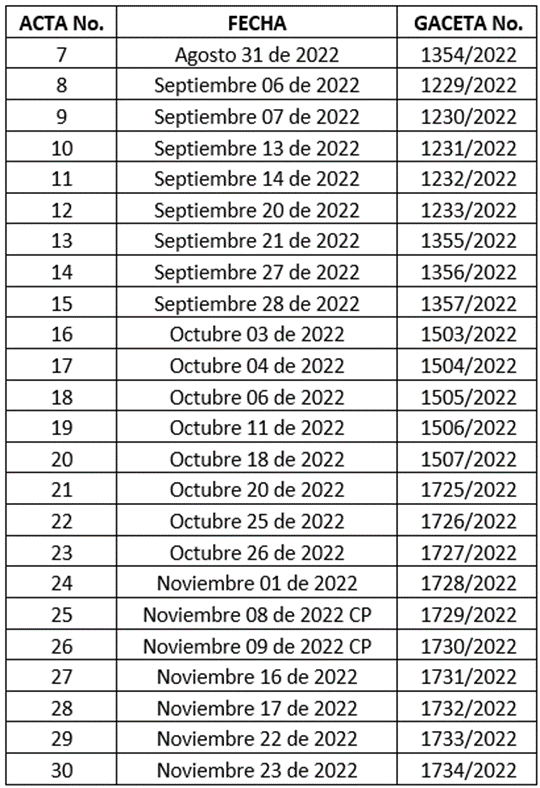 ACTA No. FECHA GACETA No.
7 Agosto 31 de 2022 1354/2022
8 Septiembre 06 de 2022 1229/2022
9 Septiembre 07 de 2022 1230/2022
10 Septiembre 13 de 2022 1231/2022
11 Septiembre 14 de 2022 1232/2022
12 Septiembre 20 de 2022 1233/2022
13 Septiembre 21 de 2022 1355/2022
14 Septiembre 27 de 2022 1356/2022
15 Septiembre 28 de 2022 1357/2022
16 Octubre 03 de 2022 1503/2022
17 Octubre 04 de 2022 1504/2022
18 Octubre 06 de 2022 1505/2022
19 Octubre 11 de 2022 1506/2022
20 Octubre 18 de 2022 1507/2022
21 Octubre 20 de 2022 1725/2022
22 Octubre 25 de 2022 1726/2022
23 Octubre 26 de 2022 1727/2022
24 Noviembre 01 de 2022 1728/2022
25 Noviembre 08 de 2022 CP 1729/2022
26 Noviembre 09 de 2022 CP 1730/2022
27 Noviembre 16 de 2022 1731/2022
28 Noviembre 17 de 2022 1732/2022
29 Noviembre 22 de 2022 1733/2022
30 Noviembre 23 de 2022 1734/2022